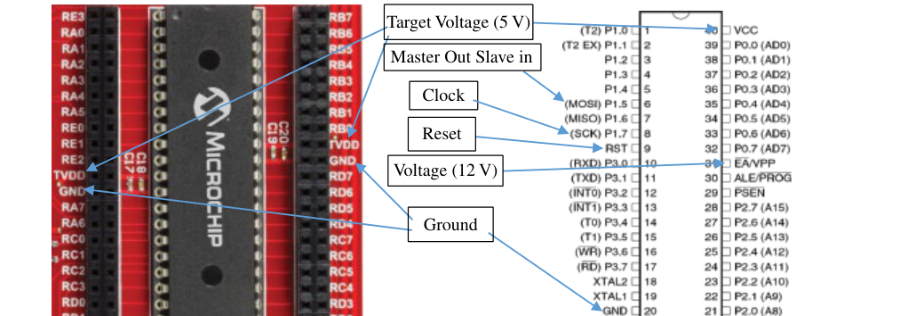 RE3
RA0
RA1
RA2
RA3
RA4
RA5
RE0
RE1
RE2
TVDD
GND
RA7
RA6
RC0
RC1
RC2
RC3
RD0
C17
C18
MICROCHIP
C19
C20
RB7
RB6
RB5
RB4
RB3
RB2
RB1
RB0
TVDD
GND
RD7
RD6
RD5
RD4
RC7
RC6
RC5
RC4
RD3
Target Voltage (5 V)
Master Out Slave in
Clock
Reset
Voltage (12 V)
Ground
(T2) P1.0 1 40 VCC
(T2 EX) P1.1 2 39 P0.0 (AD0)
P1.2 3 38 P0.1 (AD1)
P1.3 4 37 P0.2 (AD2)
P1.4 5 36 P0.3 (AD3)
(MOSI) P1.5 6 35 P0.4 (AD4)
(MISO) P1.6 7 34 P0.5 (AD5)
(SCK) P1.7 8 33 P0.6 (AD6)
RST 9 32 P0.7 (AD7)
(RXD) P3.0 10 31 EA/VPP
(TXD) P3.1 11 30 ALE/PROG
(INT0) P3.2 12 29 PSEN
(INT1) P3.3 13 28 P2.7 (A15)
(T0) P3.4 14 27 P2.6 (A14)
(T1) P3.5 15 26 P2.5 (A13)
(WR) P3.6 16 25 P2.4 (A12)
(RD) P3.7 17 24 P2.3 (A11)
XTAL2 18 23 P2.2 (A10)
XTAL1 19 22 P2.1 (A9)
GND 20 21 P2.0 (A8)